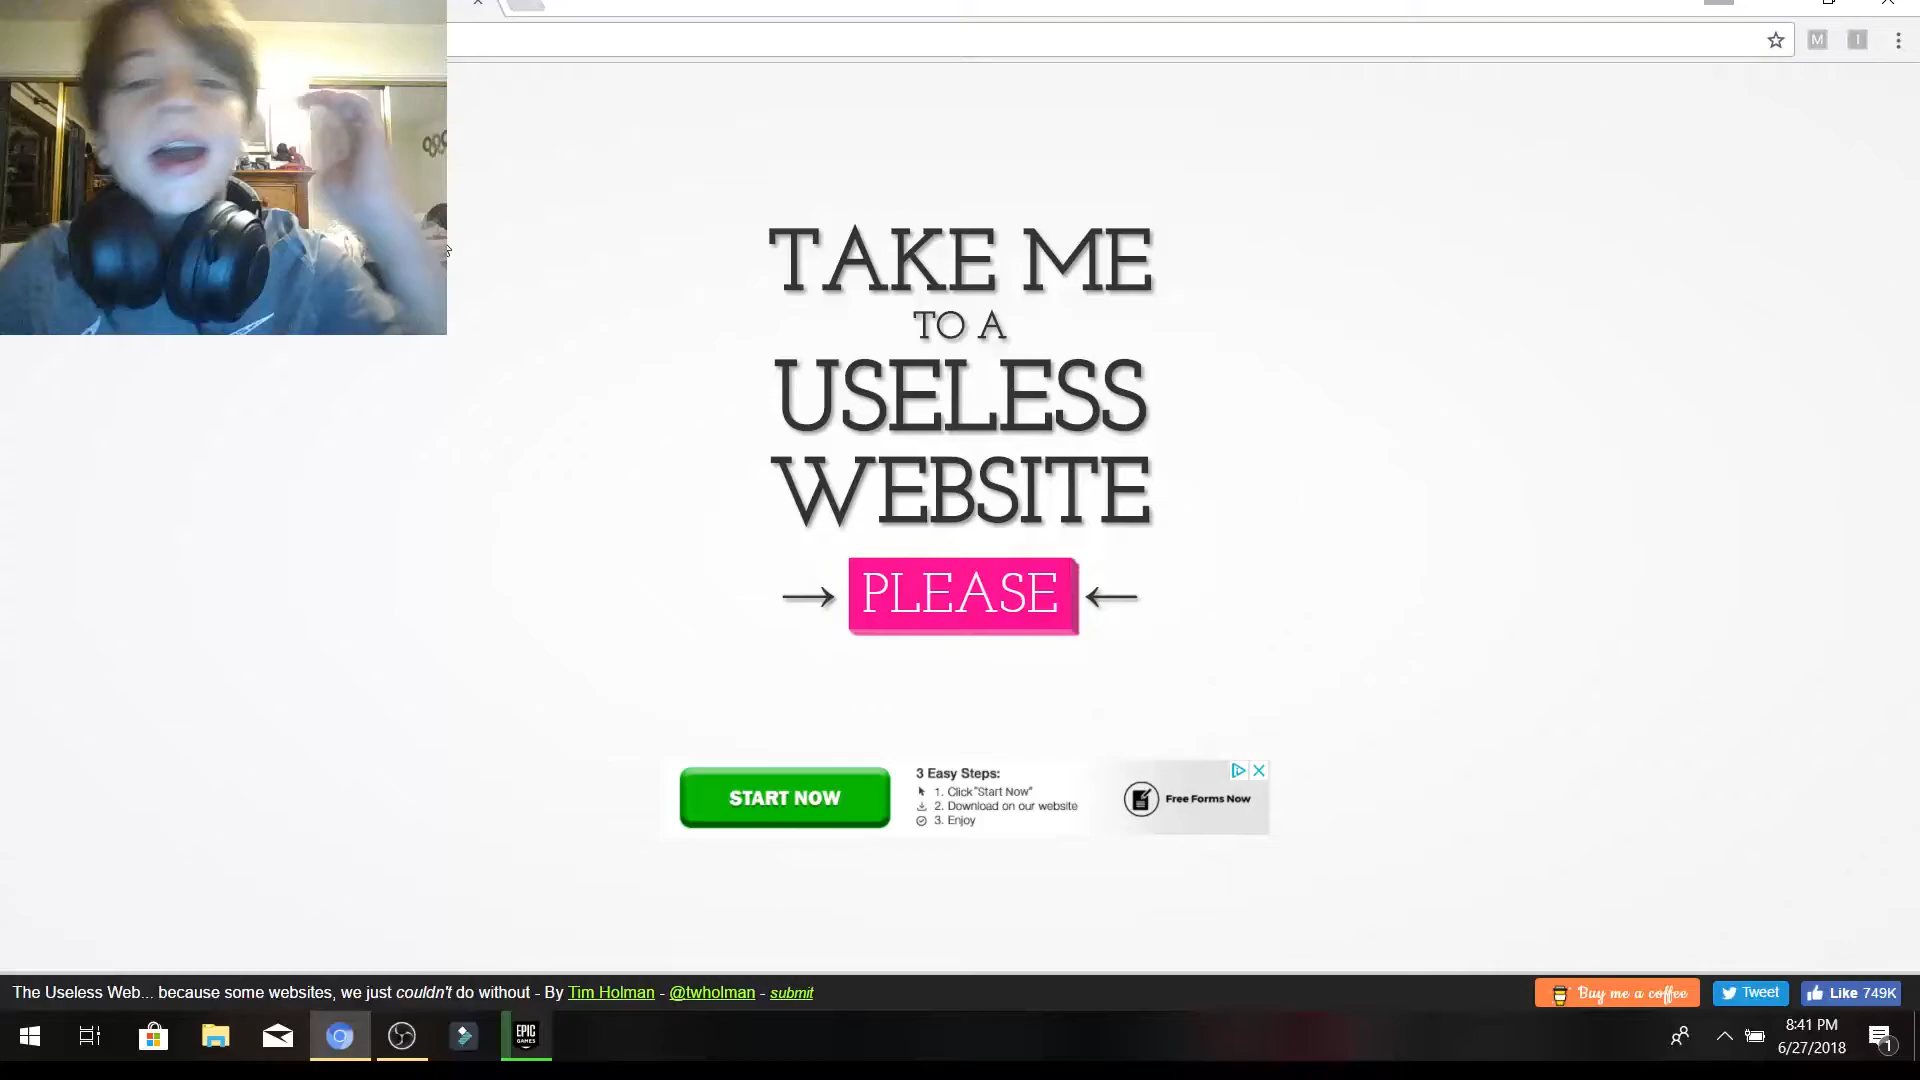 M
I
TAKE ME
TO A
USELESS
WEBSITE
→ PLEASE ←
START NOW
3 Easy Steps:
1. Click "Start Now"
2. Download on our website
3. Enjoy
Free Forms Now
The Useless Web... because some websites, we just couldn't do without - By Tim Holman - @twholman - submit
Buy me a coffee
Tweet
Like 749K
EPIC
GAMES
8:41 PM
6/27/2018
1